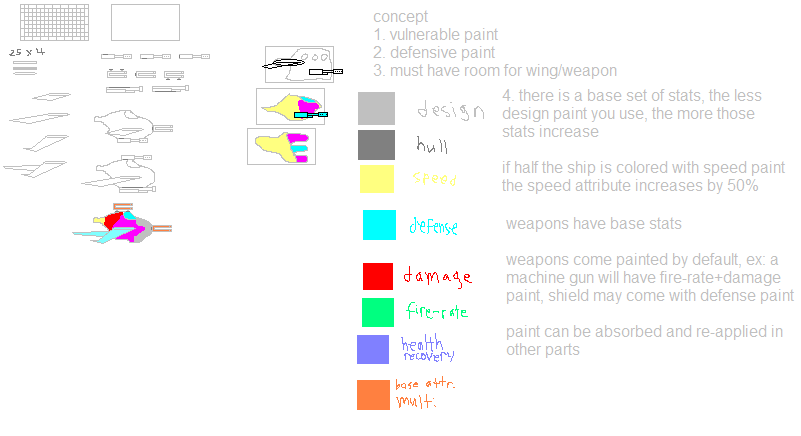 concept
1. vulnerable paint
2. defensive paint
3. must have room for wing/weapon
25 x 4
4. there is a base set of stats, the less
design paint you use, the more those
stats increase
design
hull
speed
if half the ship is colored with speed paint
the speed attribute increases by 50%
defense
weapons have base stats
damage
weapons come painted by default, ex: a
machine gun will have fire-rate+damage
paint, shield may come with defense paint
fire-rate
health
recovery
paint can be absorbed and re-applied in
other parts
base attr.
mult.